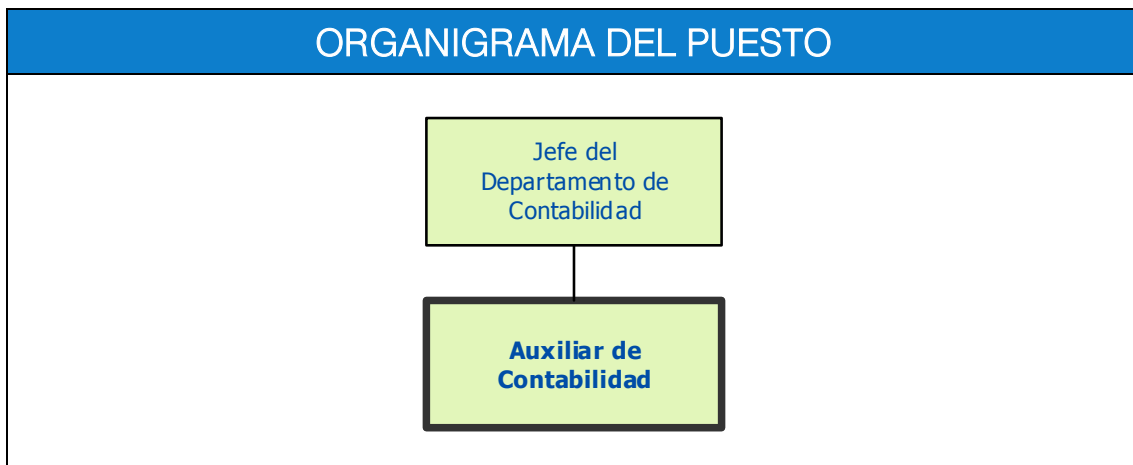 ORGANIGRAMA DEL PUESTO
Jefe del
Departamento de
Contabilidad
Auxiliar de
Contabilidad